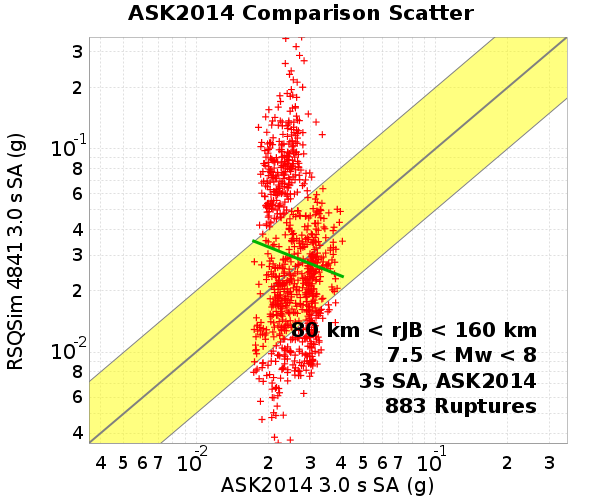 ASK2014 Comparison Scatter
RSQSim 4841 3.0 s SA (g)
3
2
10^-1
8
6
4
3
2
10^-2
8
6
4
80 km < rJB < 160 km
7.5 < Mw < 8
3s SA, ASK2014
883 Ruptures
4 5 6 7 10^-2 2 3 4 5 6 7 10^-1 2 3
ASK2014 3.0 s SA (g)